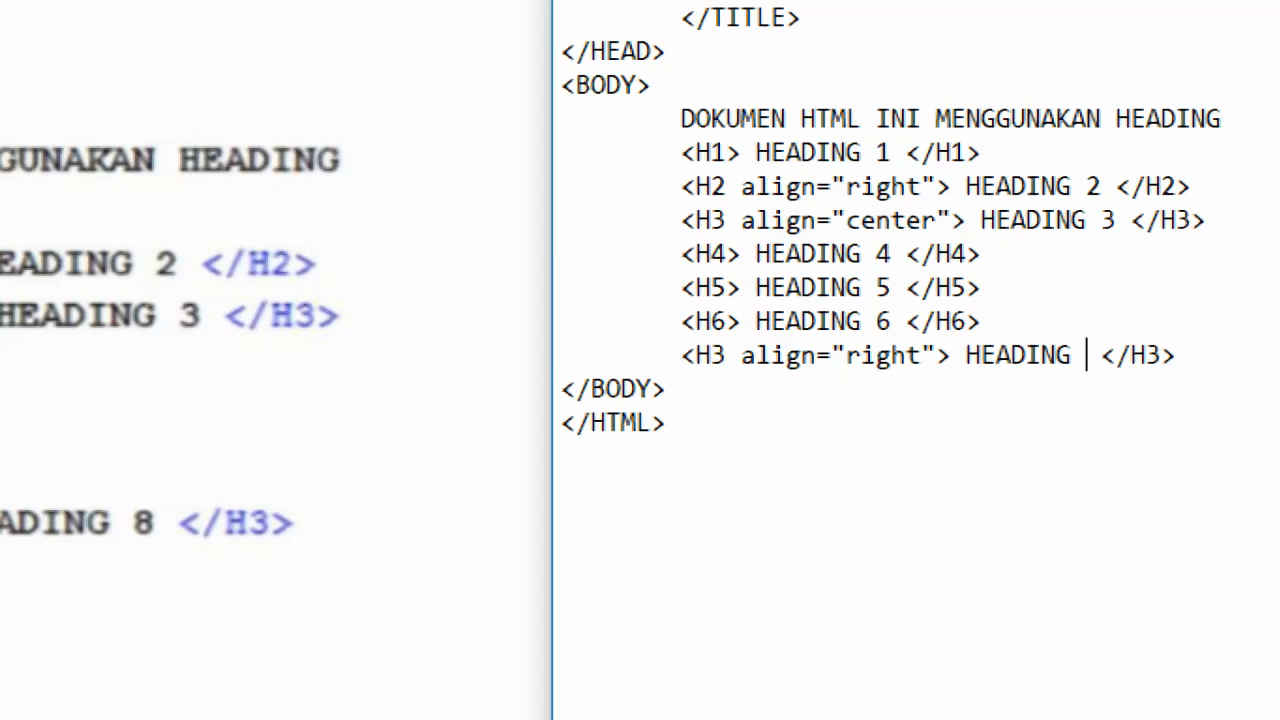 GUNAKAN HEADING
EADING 2 </H2>
HEADING 3 </H3>
ADING 8 </H3>
</TITLE>
</HEAD>
<BODY>
DOKUMEN HTML INI MENGGUNAKAN HEADING
<H1> HEADING 1 </H1>
<H2 align="right"> HEADING 2 </H2>
<H3 align="center"> HEADING 3 </H3>
<H4> HEADING 4 </H4>
<H5> HEADING 5 </H5>
<H6> HEADING 6 </H6>
<H3 align="right"> HEADING  </H3>
</BODY>
</HTML>